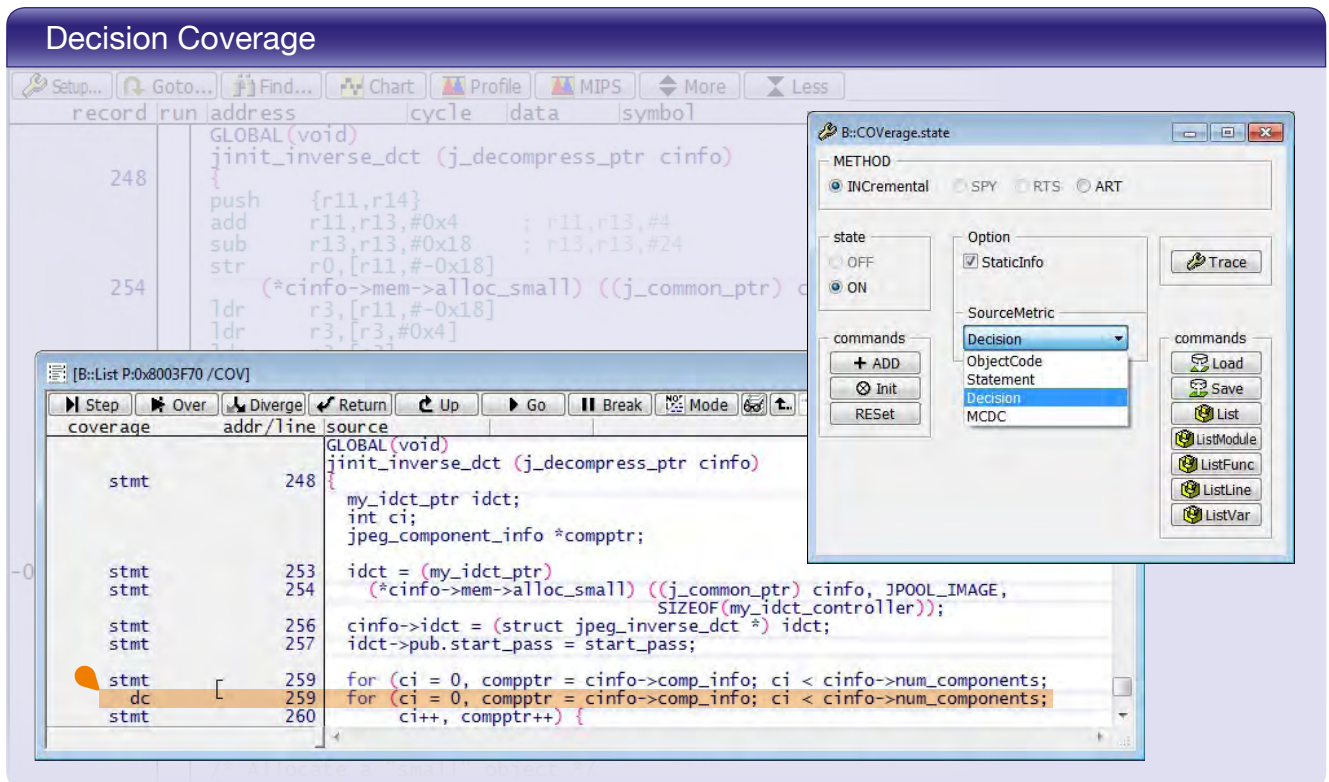 Decision Coverage
Setup... Goto... Find... Chart Profile MIPS More Less
record run address cycle data symbol
GLOBAL(void)
jinit_inverse_dct (j_decompress_ptr cinfo)
248 {
push {r11,r14}
add r11,r13,#0x4 ; r11,r13,#4
sub r13,r13,#0x18 ; r13,r13,#24
str r0,[r11,#-0x18]
254 (*cinfo->mem->alloc_small) ((j_common_ptr) c
ldr r3,[r11,#-0x18]
ldr r3,[r3,#0x4]
B::COVerage.state
METHOD
INCremental SPY RTS ART
state
OFF
ON
Option
StaticInfo
Trace
SourceMetric
Decision
ObjectCode
Statement
Decision
MCDC
commands
+ ADD
Init
RESet
commands
Load
Save
List
ListModule
ListFunc
ListLine
ListVar
[B::List P:0x8003F70 /COV]
Step Over Diverge Return Up Go Break Mode t..
coverage addr/line source
GLOBAL(void)
jinit_inverse_dct (j_decompress_ptr cinfo)
stmt 248 {
my_idct_ptr idct;
int ci;
jpeg_component_info *compptr;
stmt 253 idct = (my_idct_ptr)
stmt 254 (*cinfo->mem->alloc_small) ((j_common_ptr) cinfo, JPOOL_IMAGE,
SIZEOF(my_idct_controller));
stmt 256 cinfo->idct = (struct jpeg_inverse_dct *) idct;
stmt 257 idct->pub.start_pass = start_pass;
stmt 259 for (ci = 0, compptr = cinfo->comp_info; ci < cinfo->num_components;
dc 259 for (ci = 0, compptr = cinfo->comp_info; ci < cinfo->num_components;
stmt 260 ci++, compptr++) {
-0
/* Allocate a "small" object */